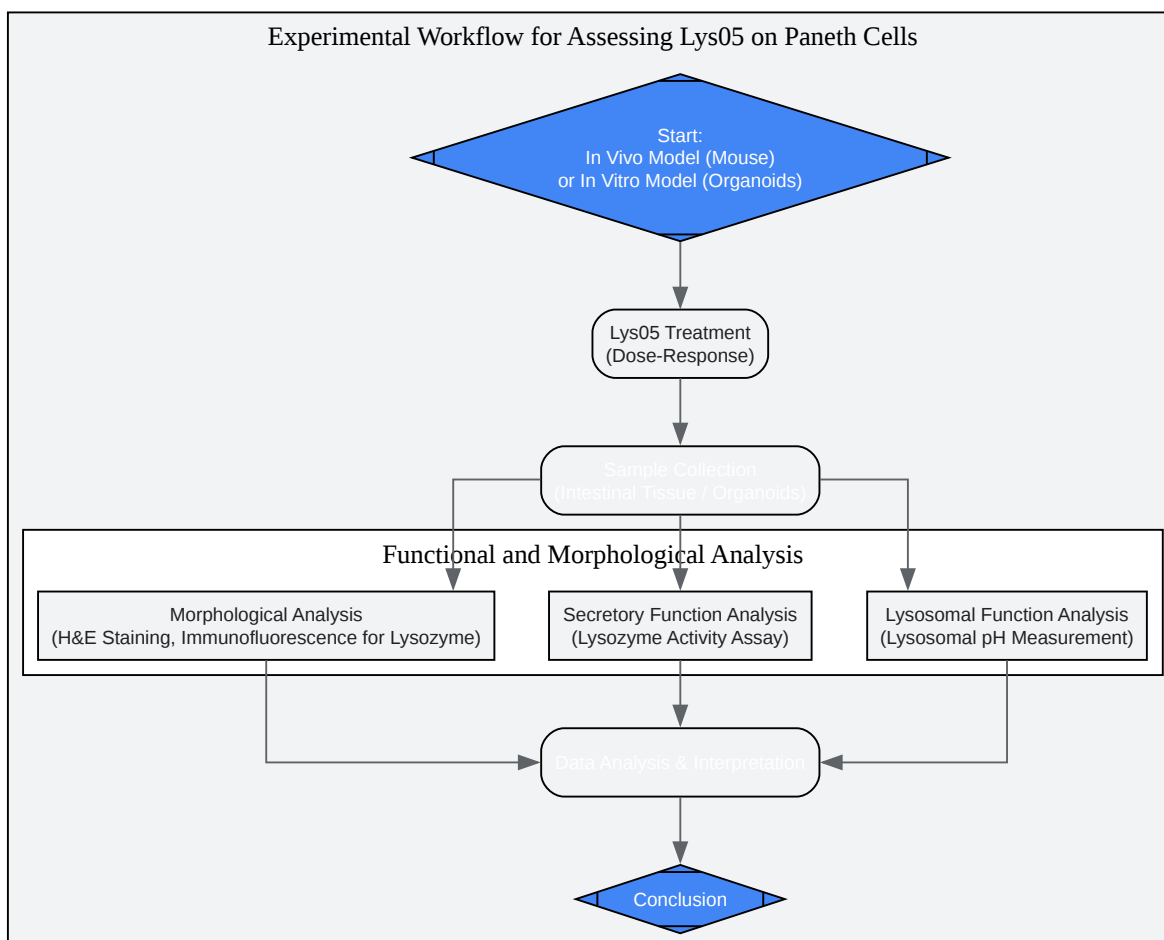 Experimental Workflow for Assessing Lys05 on Paneth Cells
Start:
In Vivo Model (Mouse)
or In Vitro Model (Organoids)
Lys05 Treatment
(Dose-Response)
Sample Collection
(Intestinal Tissue / Organoids)
Functional and Morphological Analysis
Morphological Analysis
(H&E Staining, Immunofluorescence for Lysozyme)
Secretory Function Analysis
(Lysozyme Activity Assay)
Lysosomal Function Analysis
(Lysosomal pH Measurement)
Data Analysis & Interpretation
Conclusion